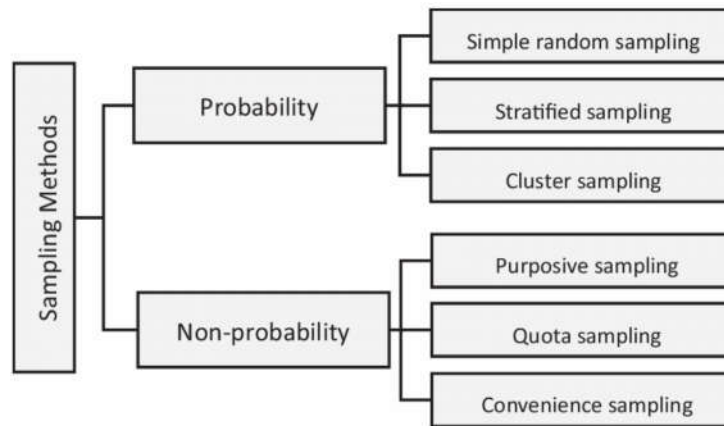 Sampling Methods
Probability
Simple random sampling
Stratified sampling
Cluster sampling
Non-probability
Purposive sampling
Quota sampling
Convenience sampling